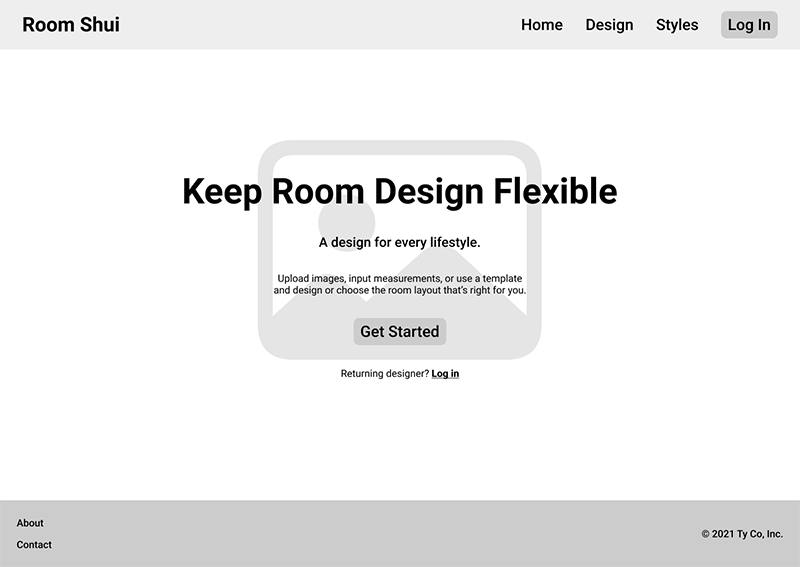 Room Shui
Home Design Styles Log In
Keep Room Design Flexible
A design for every lifestyle.
Upload images, input measurements, or use a template
and design or choose the room layout that’s right for you.
Get Started
Returning designer? Log in
About
Contact
© 2021 Ty Co, Inc.